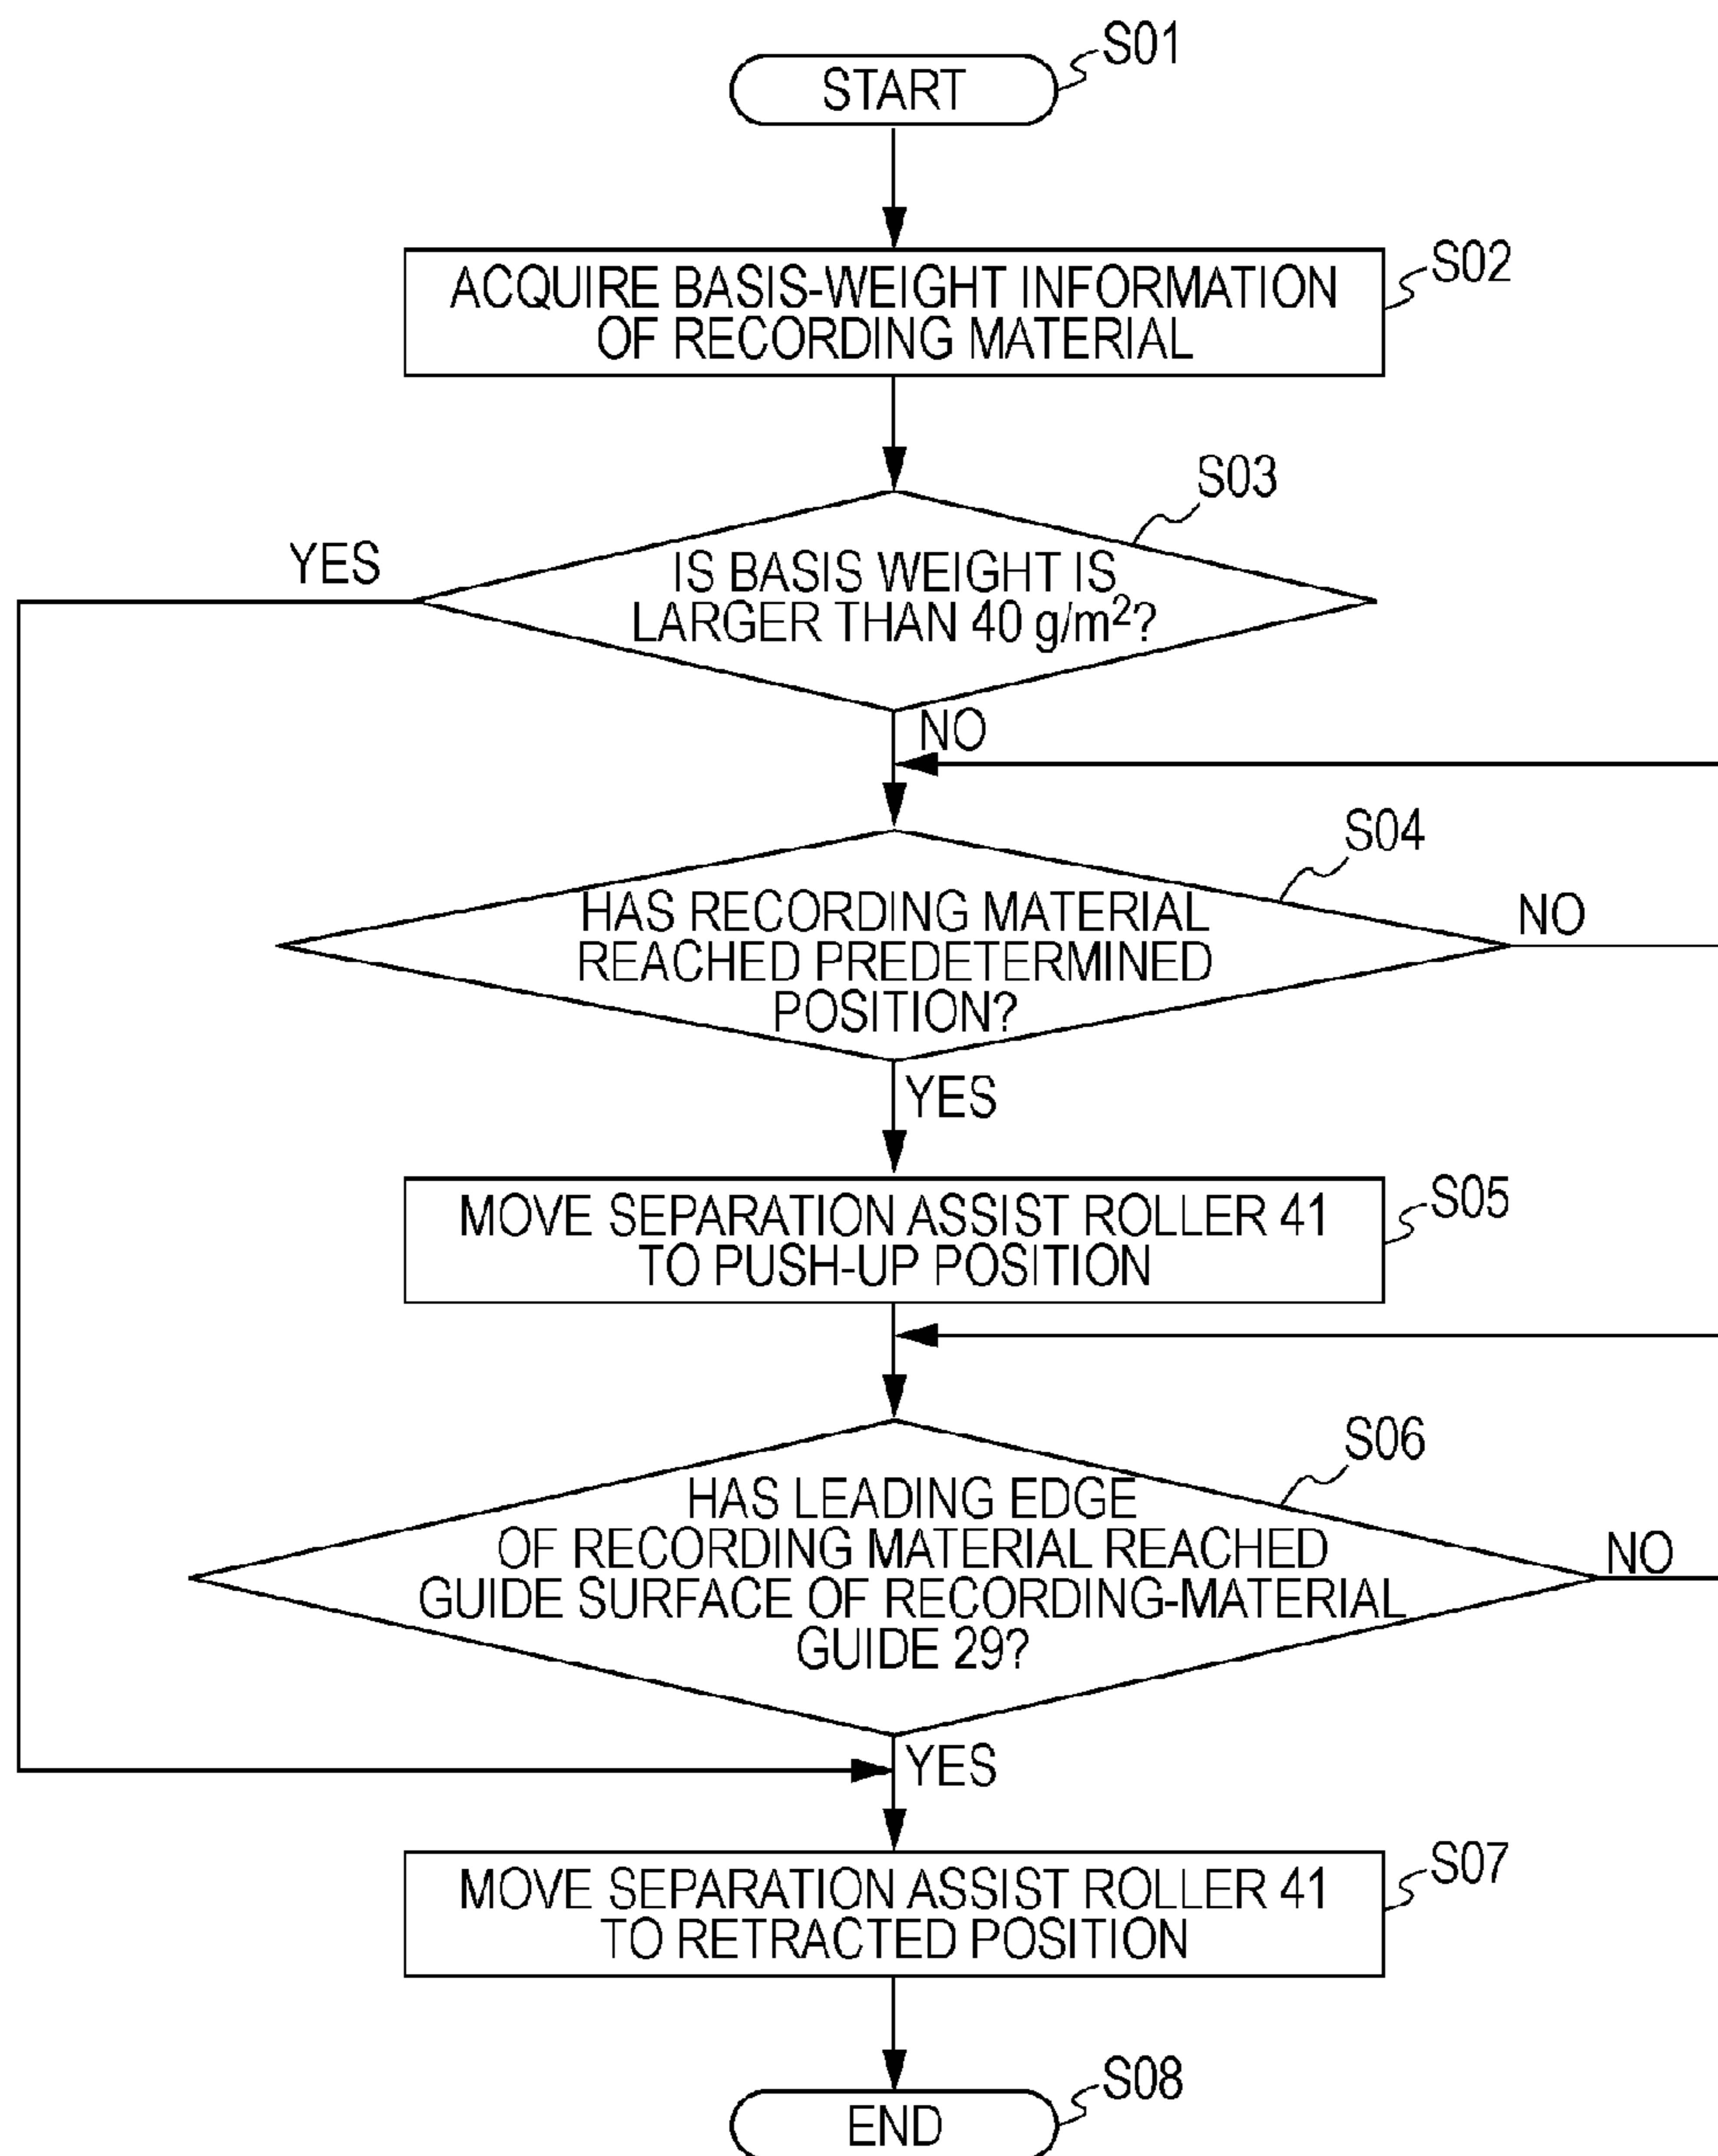 START
S01
ACQUIRE BASIS-WEIGHT INFORMATION
OF RECORDING MATERIAL
S02
S03
YES
IS BASIS WEIGHT IS
LARGER THAN 40 g/m²?
NO
S04
HAS RECORDING MATERIAL
REACHED PREDETERMINED
POSITION?
NO
YES
MOVE SEPARATION ASSIST ROLLER 41
TO PUSH-UP POSITION
S05
S06
HAS LEADING EDGE
OF RECORDING MATERIAL REACHED
GUIDE SURFACE OF RECORDING-MATERIAL
GUIDE 29?
NO
YES
MOVE SEPARATION ASSIST ROLLER 41
TO RETRACTED POSITION
S07
S08
END